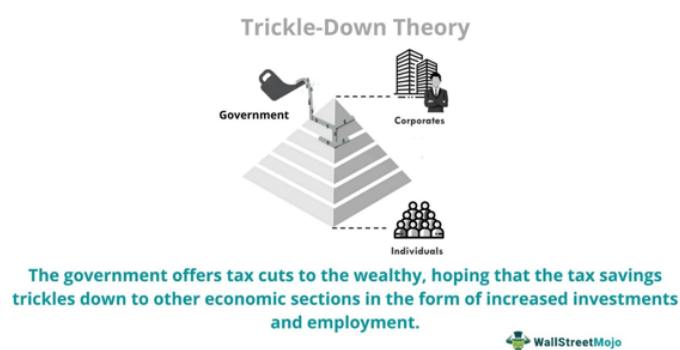 Trickle-Down Theory
Government
Corporates
Individuals
The government offers tax cuts to the wealthy, hoping that the tax savings
trickles down to other economic sections in the form of increased investments
and employment.
WallStreetMojo